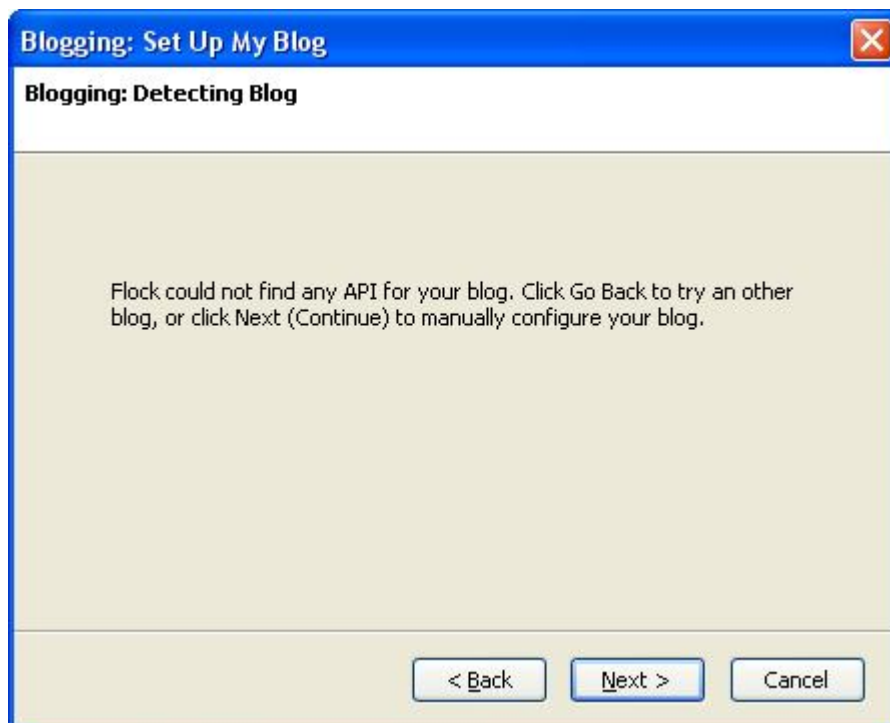 Blogging: Set Up My Blog
Blogging: Detecting Blog
Flock could not find any API for your blog. Click Go Back to try an other
blog, or click Next (Continue) to manually configure your blog.
< Back
Next >
Cancel